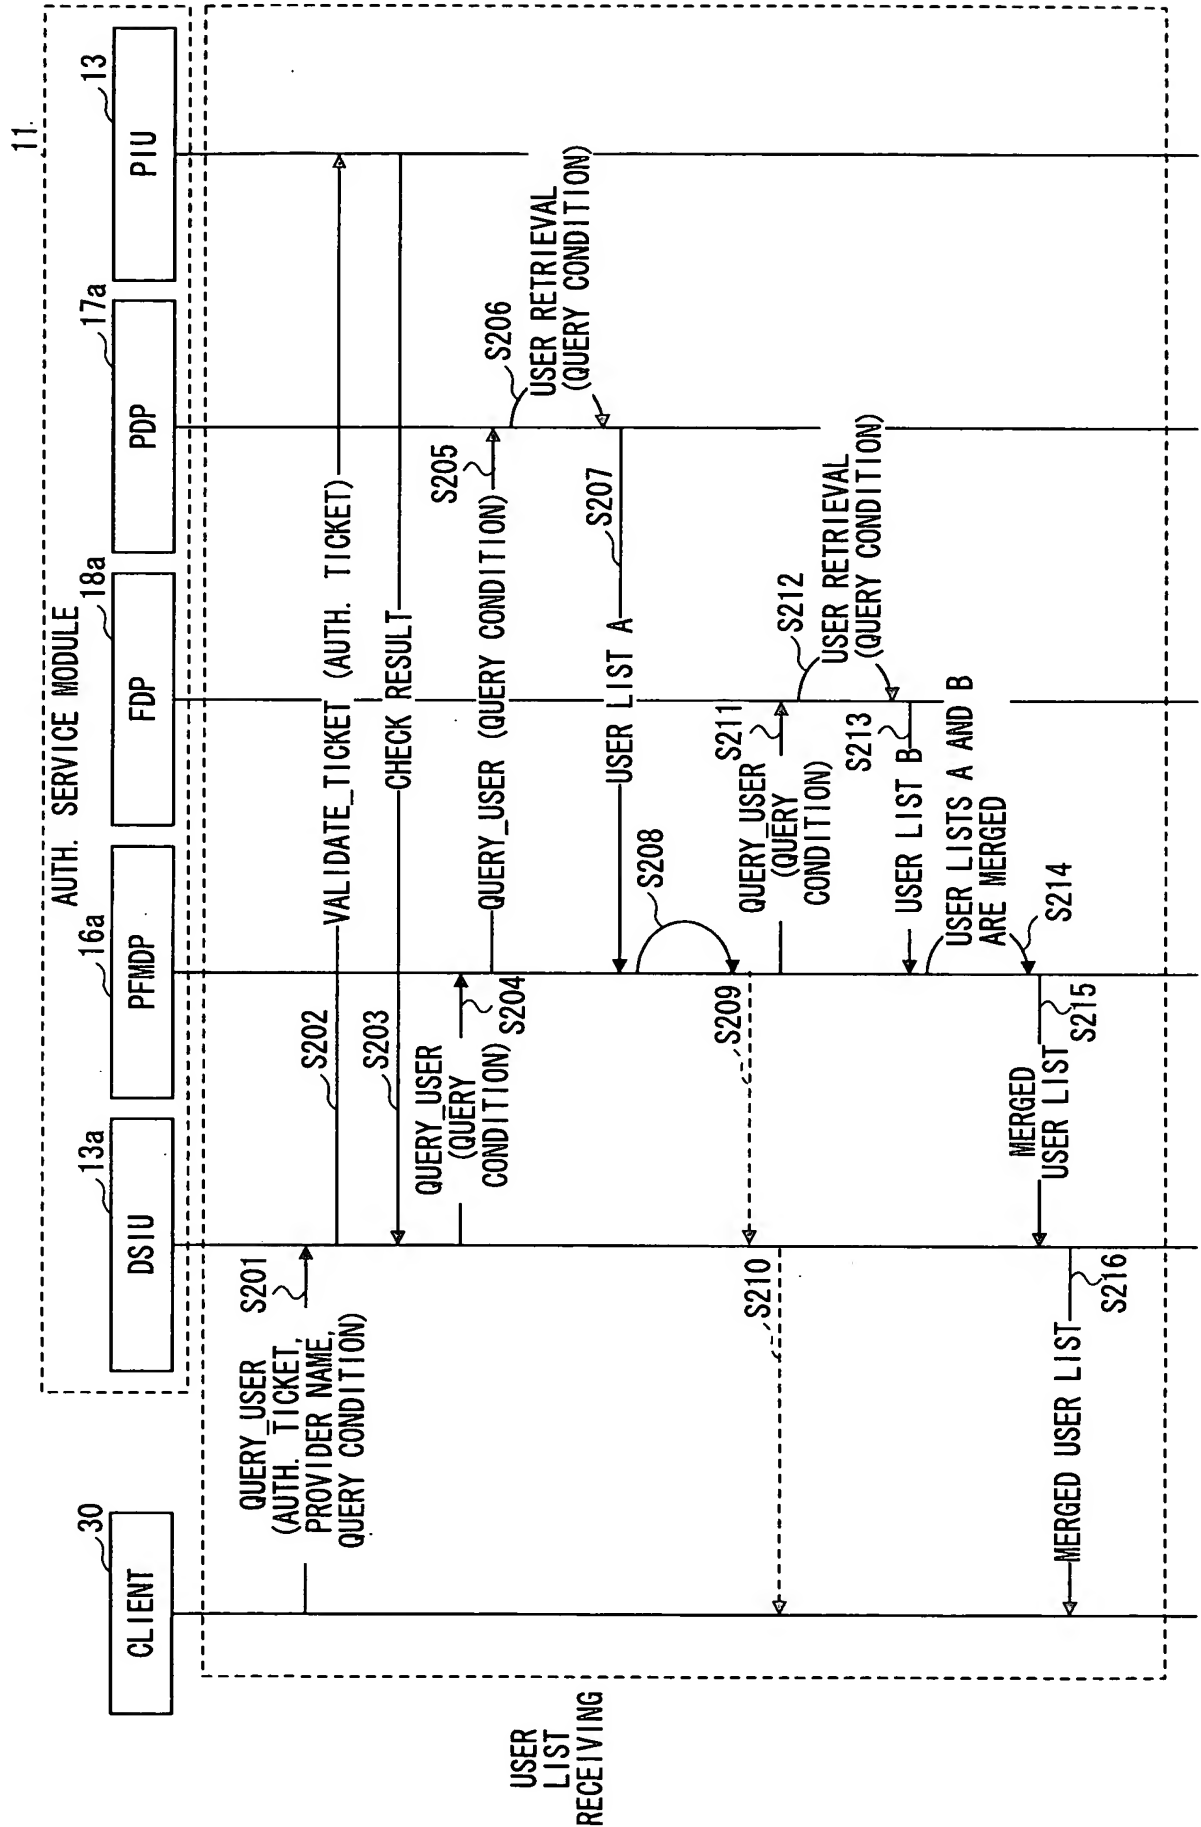 11
AUTH. SERVICE MODULE
30
13a
16a
18a
17a
13
CLIENT
DSIU
PFMDP
FDP
PDP
PIU
USER
LIST
RECEIVING
QUERY_USER
(AUTH. TICKET,
PROVIDER NAME,
QUERY CONDITION)
S201
S202
VALIDATE_TICKET (AUTH. TICKET)
S203
CHECK RESULT
QUERY_USER
(QUERY
CONDITION)
S204
QUERY_USER (QUERY CONDITION)
S205
S206
USER RETRIEVAL
(QUERY CONDITION)
USER LIST A
S207
S208
S209
S210
QUERY_USER
(QUERY
CONDITION)
S211
S212
USER RETRIEVAL
(QUERY CONDITION)
USER LIST B
S213
USER LISTS A AND B
ARE MERGED
S214
MERGED
USER LIST
S215
MERGED USER LIST
S216